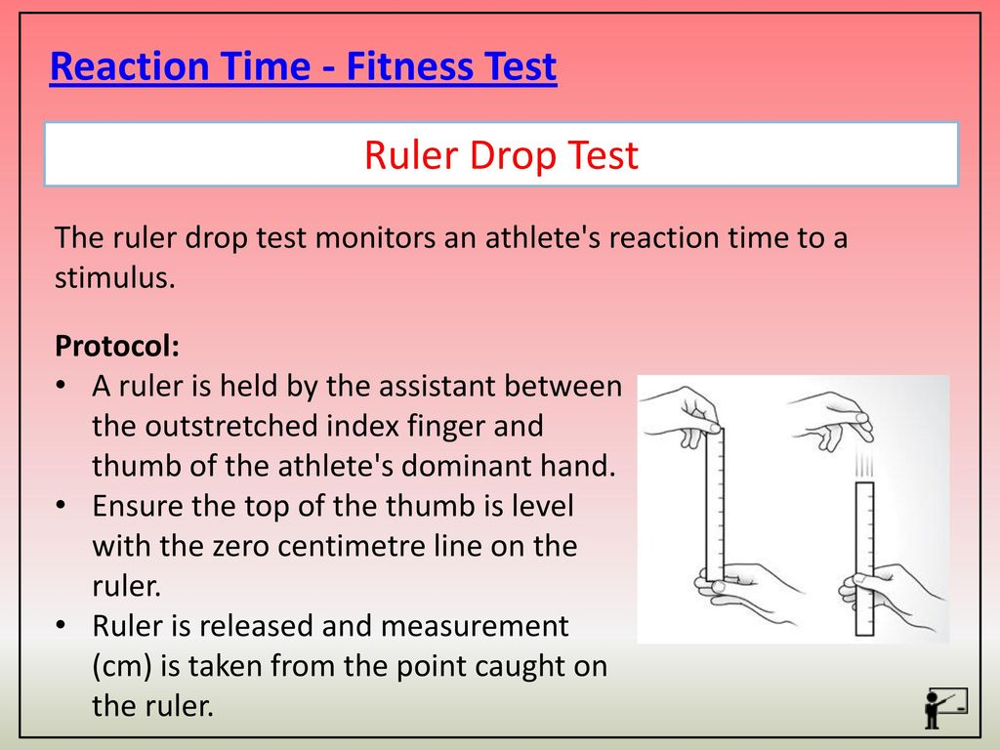 Reaction Time - Fitness Test
Ruler Drop Test
The ruler drop test monitors an athlete's reaction time to a
stimulus.
Protocol:
• A ruler is held by the assistant between
the outstretched index finger and
thumb of the athlete's dominant hand.
• Ensure the top of the thumb is level
with the zero centimetre line on the
ruler.
• Ruler is released and measurement
(cm) is taken from the point caught on
the ruler.